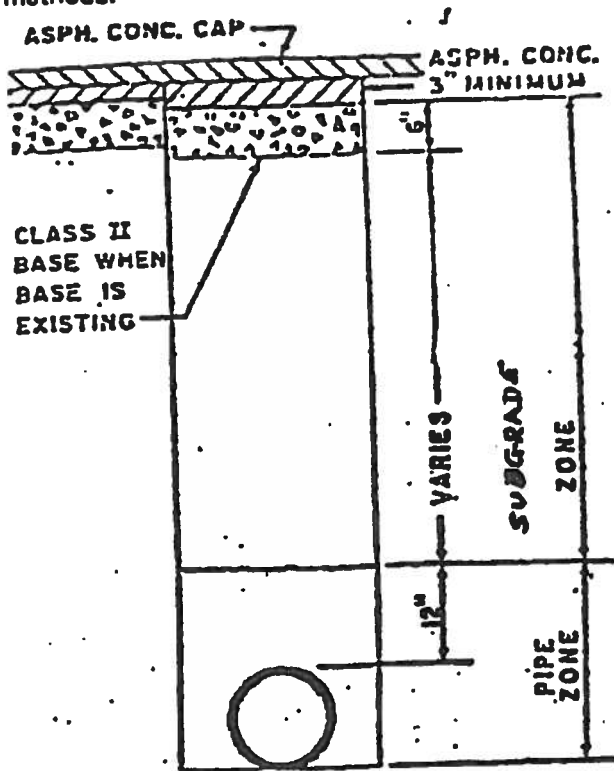 methods.
ASPH. CONC. CAP
ASPH. CONC.
3" MINIMUM
6"
CLASS II
BASE WHEN
BASE IS
EXISTING
VARIES
SUBGRADE
ZONE
12"
PIPE
ZONE